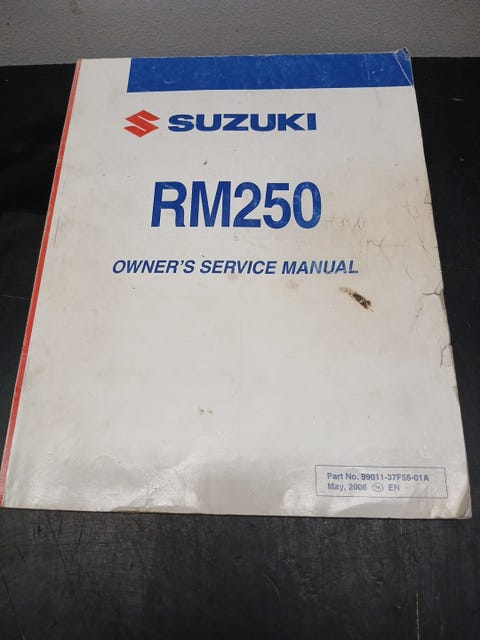 SUZUKI
RM250
OWNER'S SERVICE MANUAL
Part No. 99011-37F56-01A
May, 2006 EN